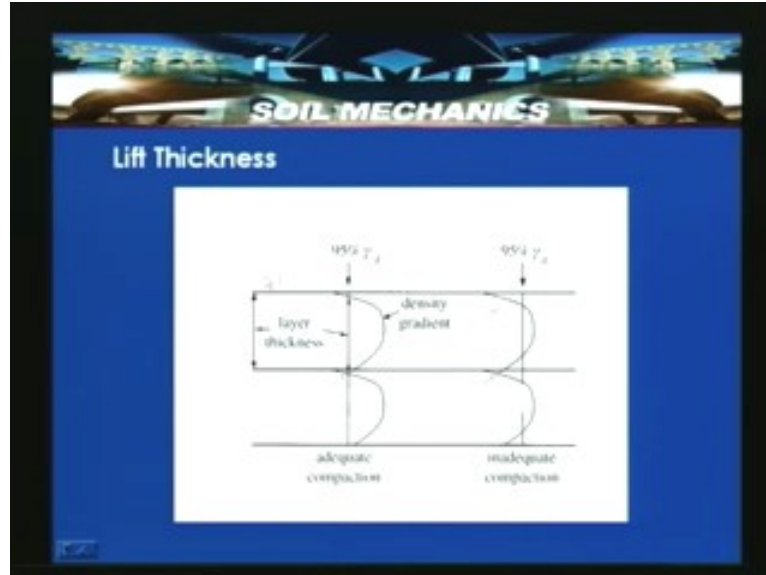 SOIL MECHANICS
Lift Thickness
95% γd 95% γd
density
gradient
layer
thickness
adequate
compaction
inadequate
compaction